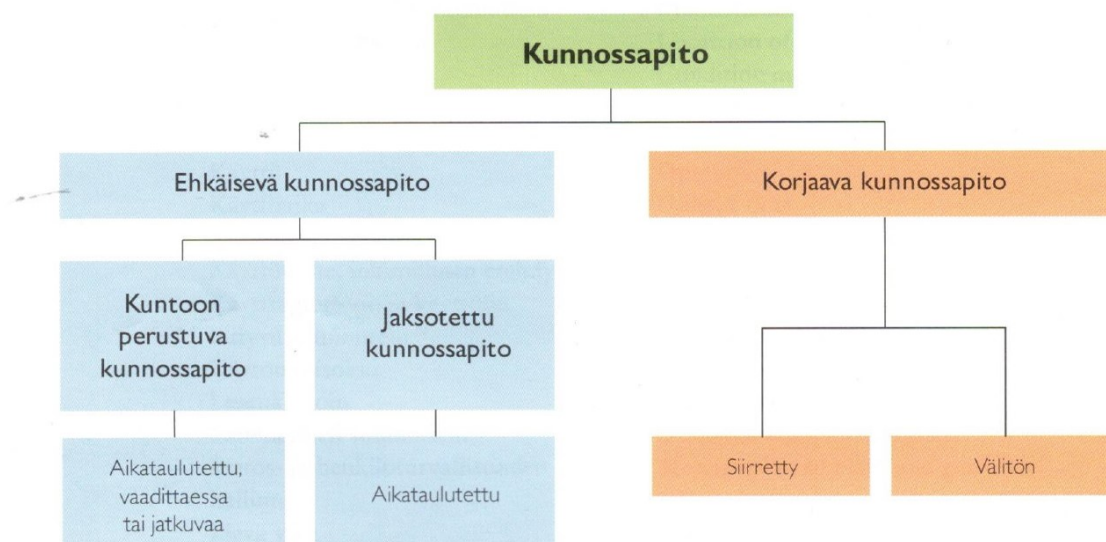 Kunnossapito
Ehkäisevä kunnossapito
Korjaava kunnossapito
Kuntoon
perustuva
kunnossapito
Jaksotettu
kunnossapito
Aikataulutettu,
vaadittaessa
tai jatkuvaa
Aikataulutettu
Siirretty
Välitön